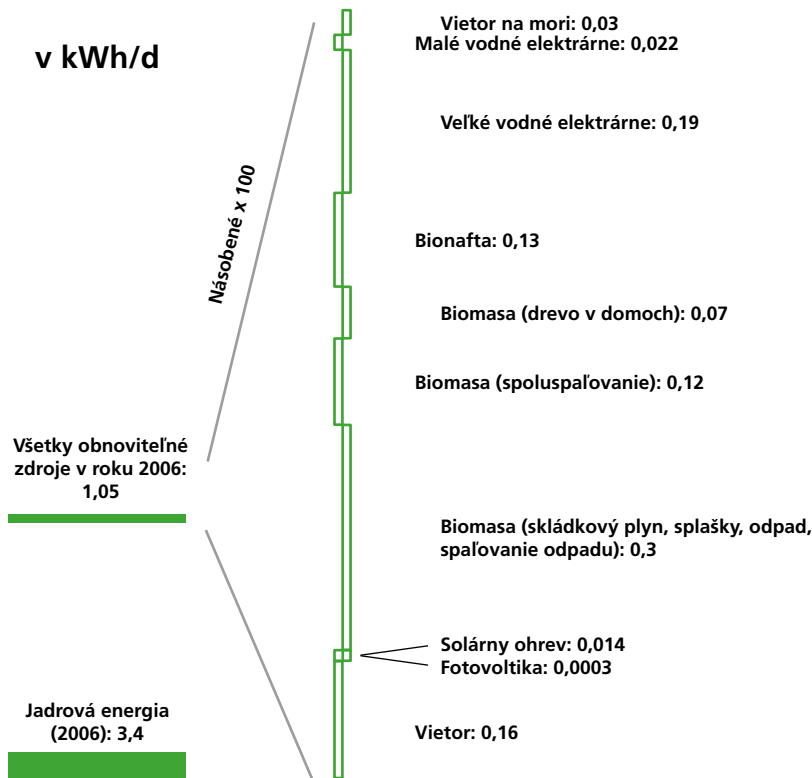 v kWh/d
Násobené x 100
Všetky obnoviteľné
zdroje v roku 2006:
1,05
Jadrová energia
(2006): 3,4
Vietor na mori: 0,03
Malé vodné elektrárne: 0,022
Veľké vodné elektrárne: 0,19
Bionafta: 0,13
Biomasa (drevo v domoch): 0,07
Biomasa (spoluspaľovanie): 0,12
Biomasa (skládkový plyn, splašky, odpad,
spaľovanie odpadu): 0,3
Solárny ohrev: 0,014
Fotovoltika: 0,0003
Vietor: 0,16